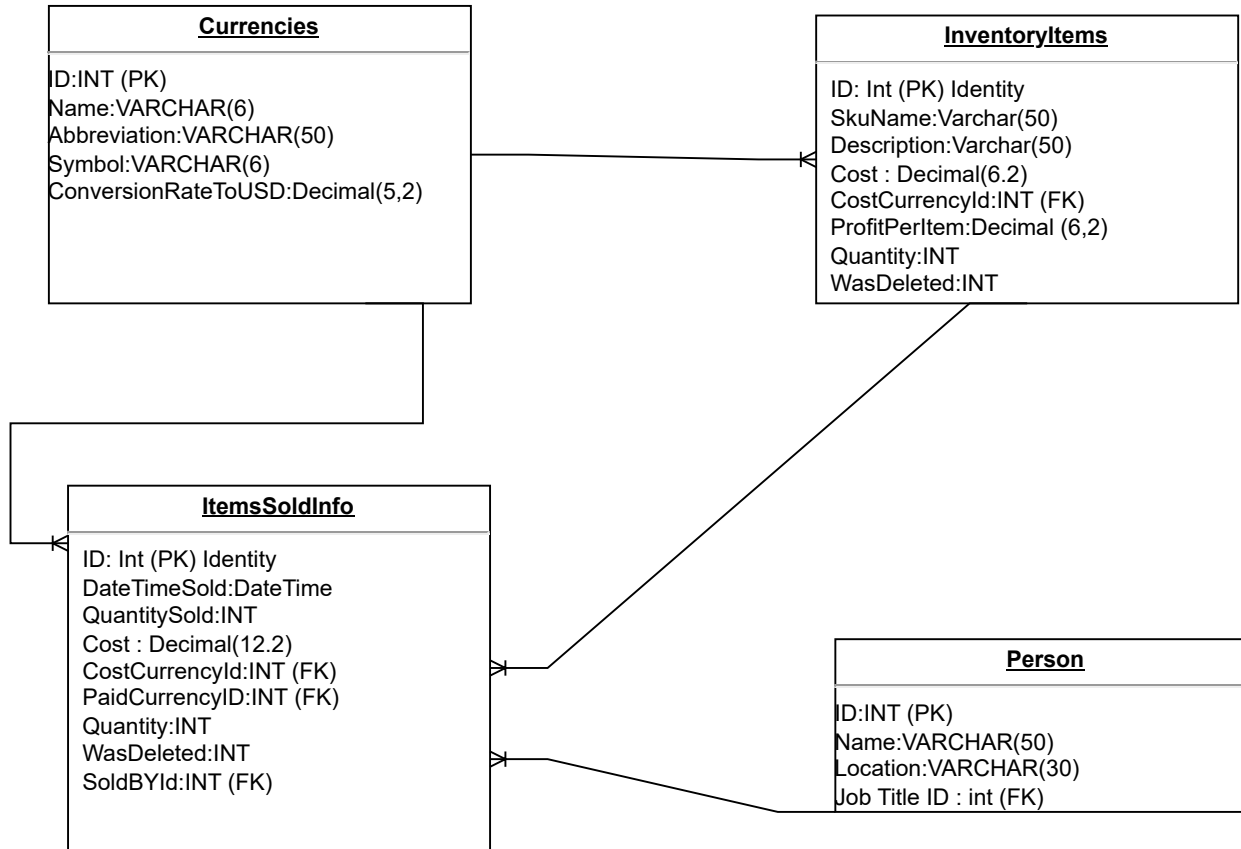 Currencies
ID:INT (PK)
Name:VARCHAR(6)
Abbreviation:VARCHAR(50)
Symbol:VARCHAR(6)
ConversionRateToUSD:Decimal(5,2)
InventoryItems
ID: Int (PK) Identity
SkuName:Varchar(50)
Description:Varchar(50)
Cost : Decimal(6.2)
CostCurrencyId:INT (FK)
ProfitPerItem:Decimal (6,2)
Quantity:INT
WasDeleted:INT
ItemsSoldInfo
ID: Int (PK) Identity
DateTimeSold:DateTime
QuantitySold:INT
Cost : Decimal(12.2)
CostCurrencyId:INT (FK)
PaidCurrencyID:INT (FK)
Quantity:INT
WasDeleted:INT
SoldBYId:INT (FK)
Person
ID:INT (PK)
Name:VARCHAR(50)
Location:VARCHAR(30)
Job Title ID : int (FK)